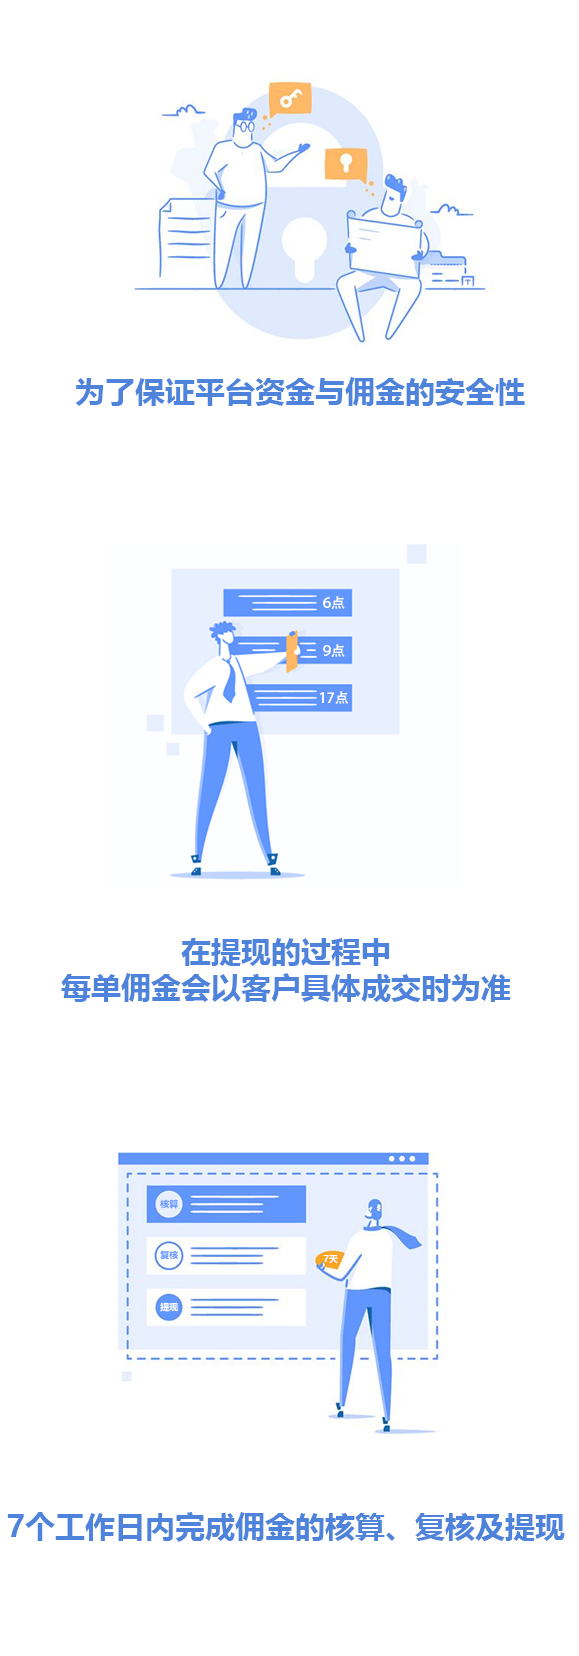 为了保证平台资金与佣金的安全性
6点
9点
17点
在提现的过程中
每单佣金会以客户具体成交时为准
核算
复核
7天
提现
7个工作日内完成佣金的核算、复核及提现